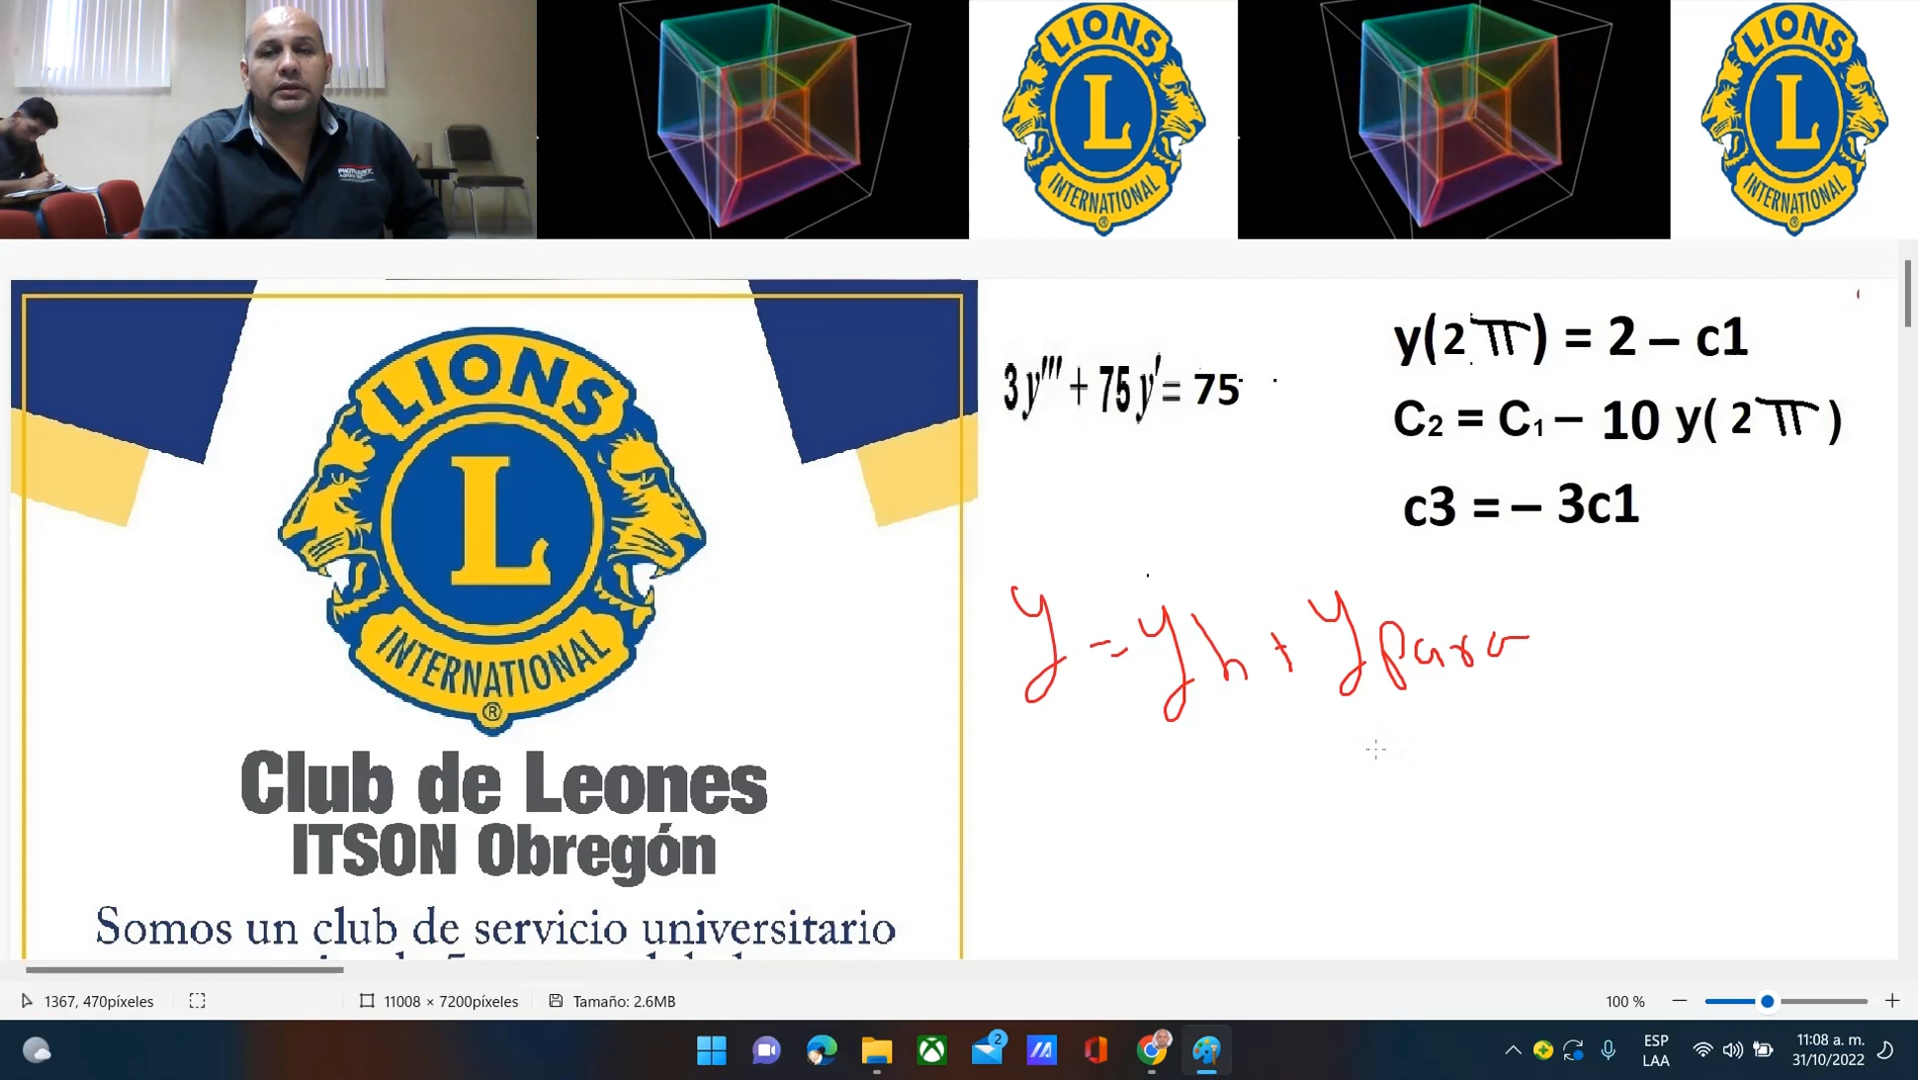 PHOTOMAX
LIONS
L
INTERNATIONAL
®
LIONS
L
INTERNATIONAL
®
LIONS
L
INTERNATIONAL
®
Club de Leones
ITSON Obregón
Somos un club de servicio universitario
3y''' + 75y' = 75
y(2π) = 2 – c1
C₂ = C₁ – 10 y(2π)
c3 = – 3c1
y = yh + ypara
1367, 470píxeles
11008 × 7200píxeles
Tamaño: 2.6MB
100 %
2
ESP
LAA
11:08 a. m.
31/10/2022